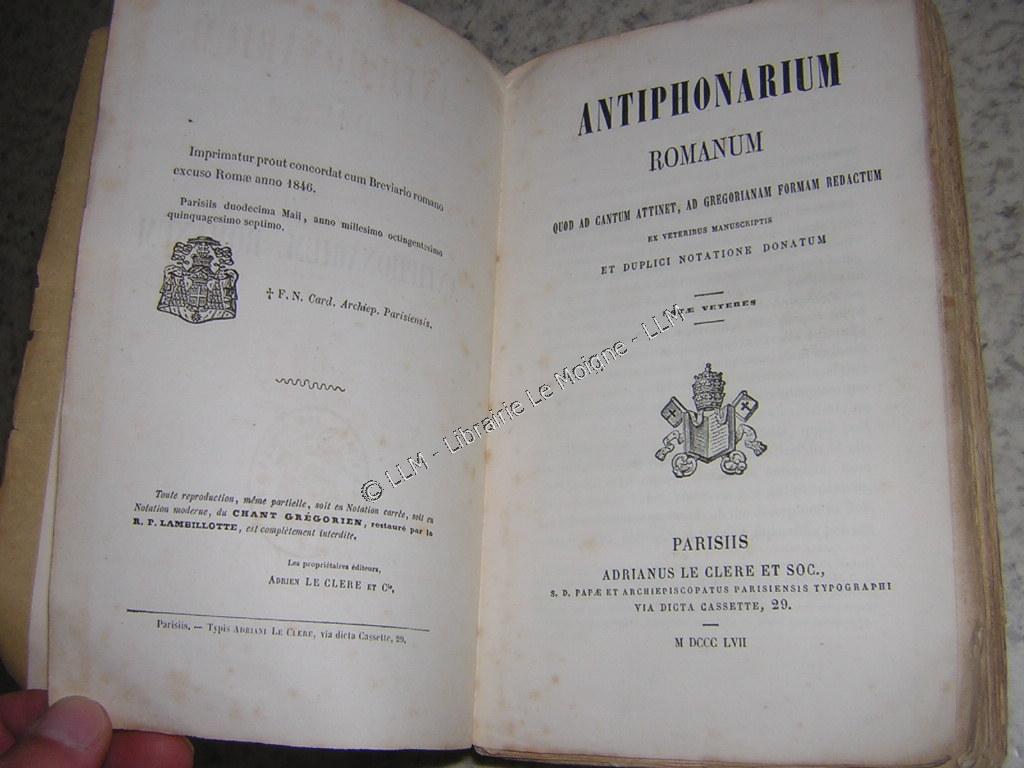 Imprimatur prout concordat cum Breviario romano
excuso Romæ anno 1846.
Parisiis duodecima Maii, anno millesimo octingentesimo
quinquagesimo septimo.
† F. N. Card. Archiep. Parisiensis.
Toute reproduction, même partielle, soit en Notation carrée, soit en
Notation moderne, du CHANT GRÉGORIEN, restauré par le
R. P. LAMBILLOTTE, est complètement interdite.
Les propriétaires éditeurs,
ADRIEN LE CLERE ET Cie.
Parisiis. — Typis ADRIANI LE CLERE, via dicta Cassette, 29.
ANTIPHONARIUM
ROMANUM
QUOD AD CANTUM ATTINET, AD GREGORIANAM FORMAM REDACTUM
EX VETERIBUS MANUSCRIPTIS
ET DUPLICI NOTATIONE DONATUM
VETERES
PARISIIS
ADRIANUS LE CLERE ET SOC.,
S. D. PAPÆ ET ARCHIEPISCOPATUS PARISIENSIS TYPOGRAPHI
VIA DICTA CASSETTE, 29.
M DCCC LVII
© LLM - Librairie Le Moigne - LLM